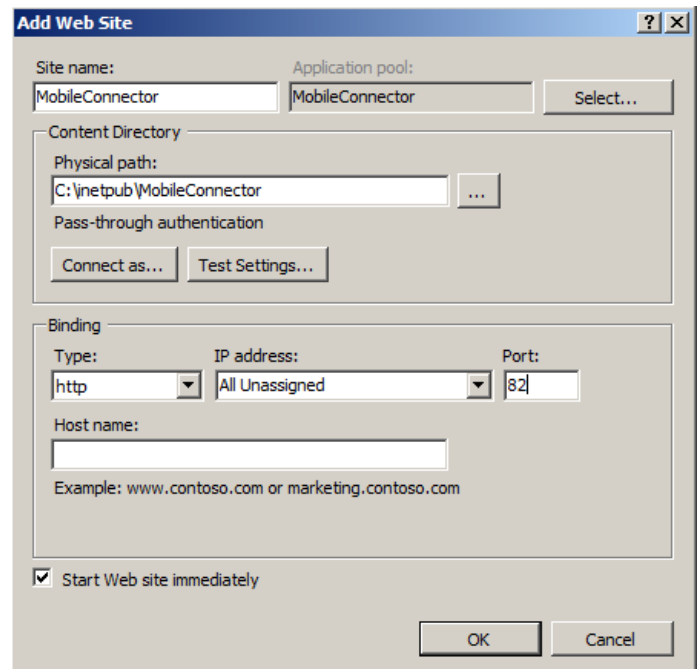 Add Web Site
Site name: Application pool:
MobileConnector MobileConnector Select...
Content Directory
Physical path:
C:\inetpub\MobileConnector ...
Pass-through authentication
Connect as... Test Settings...
Binding
Type: IP address: Port:
http All Unassigned 82
Host name:
Example: www.contoso.com or marketing.contoso.com
Start Web site immediately
OK Cancel